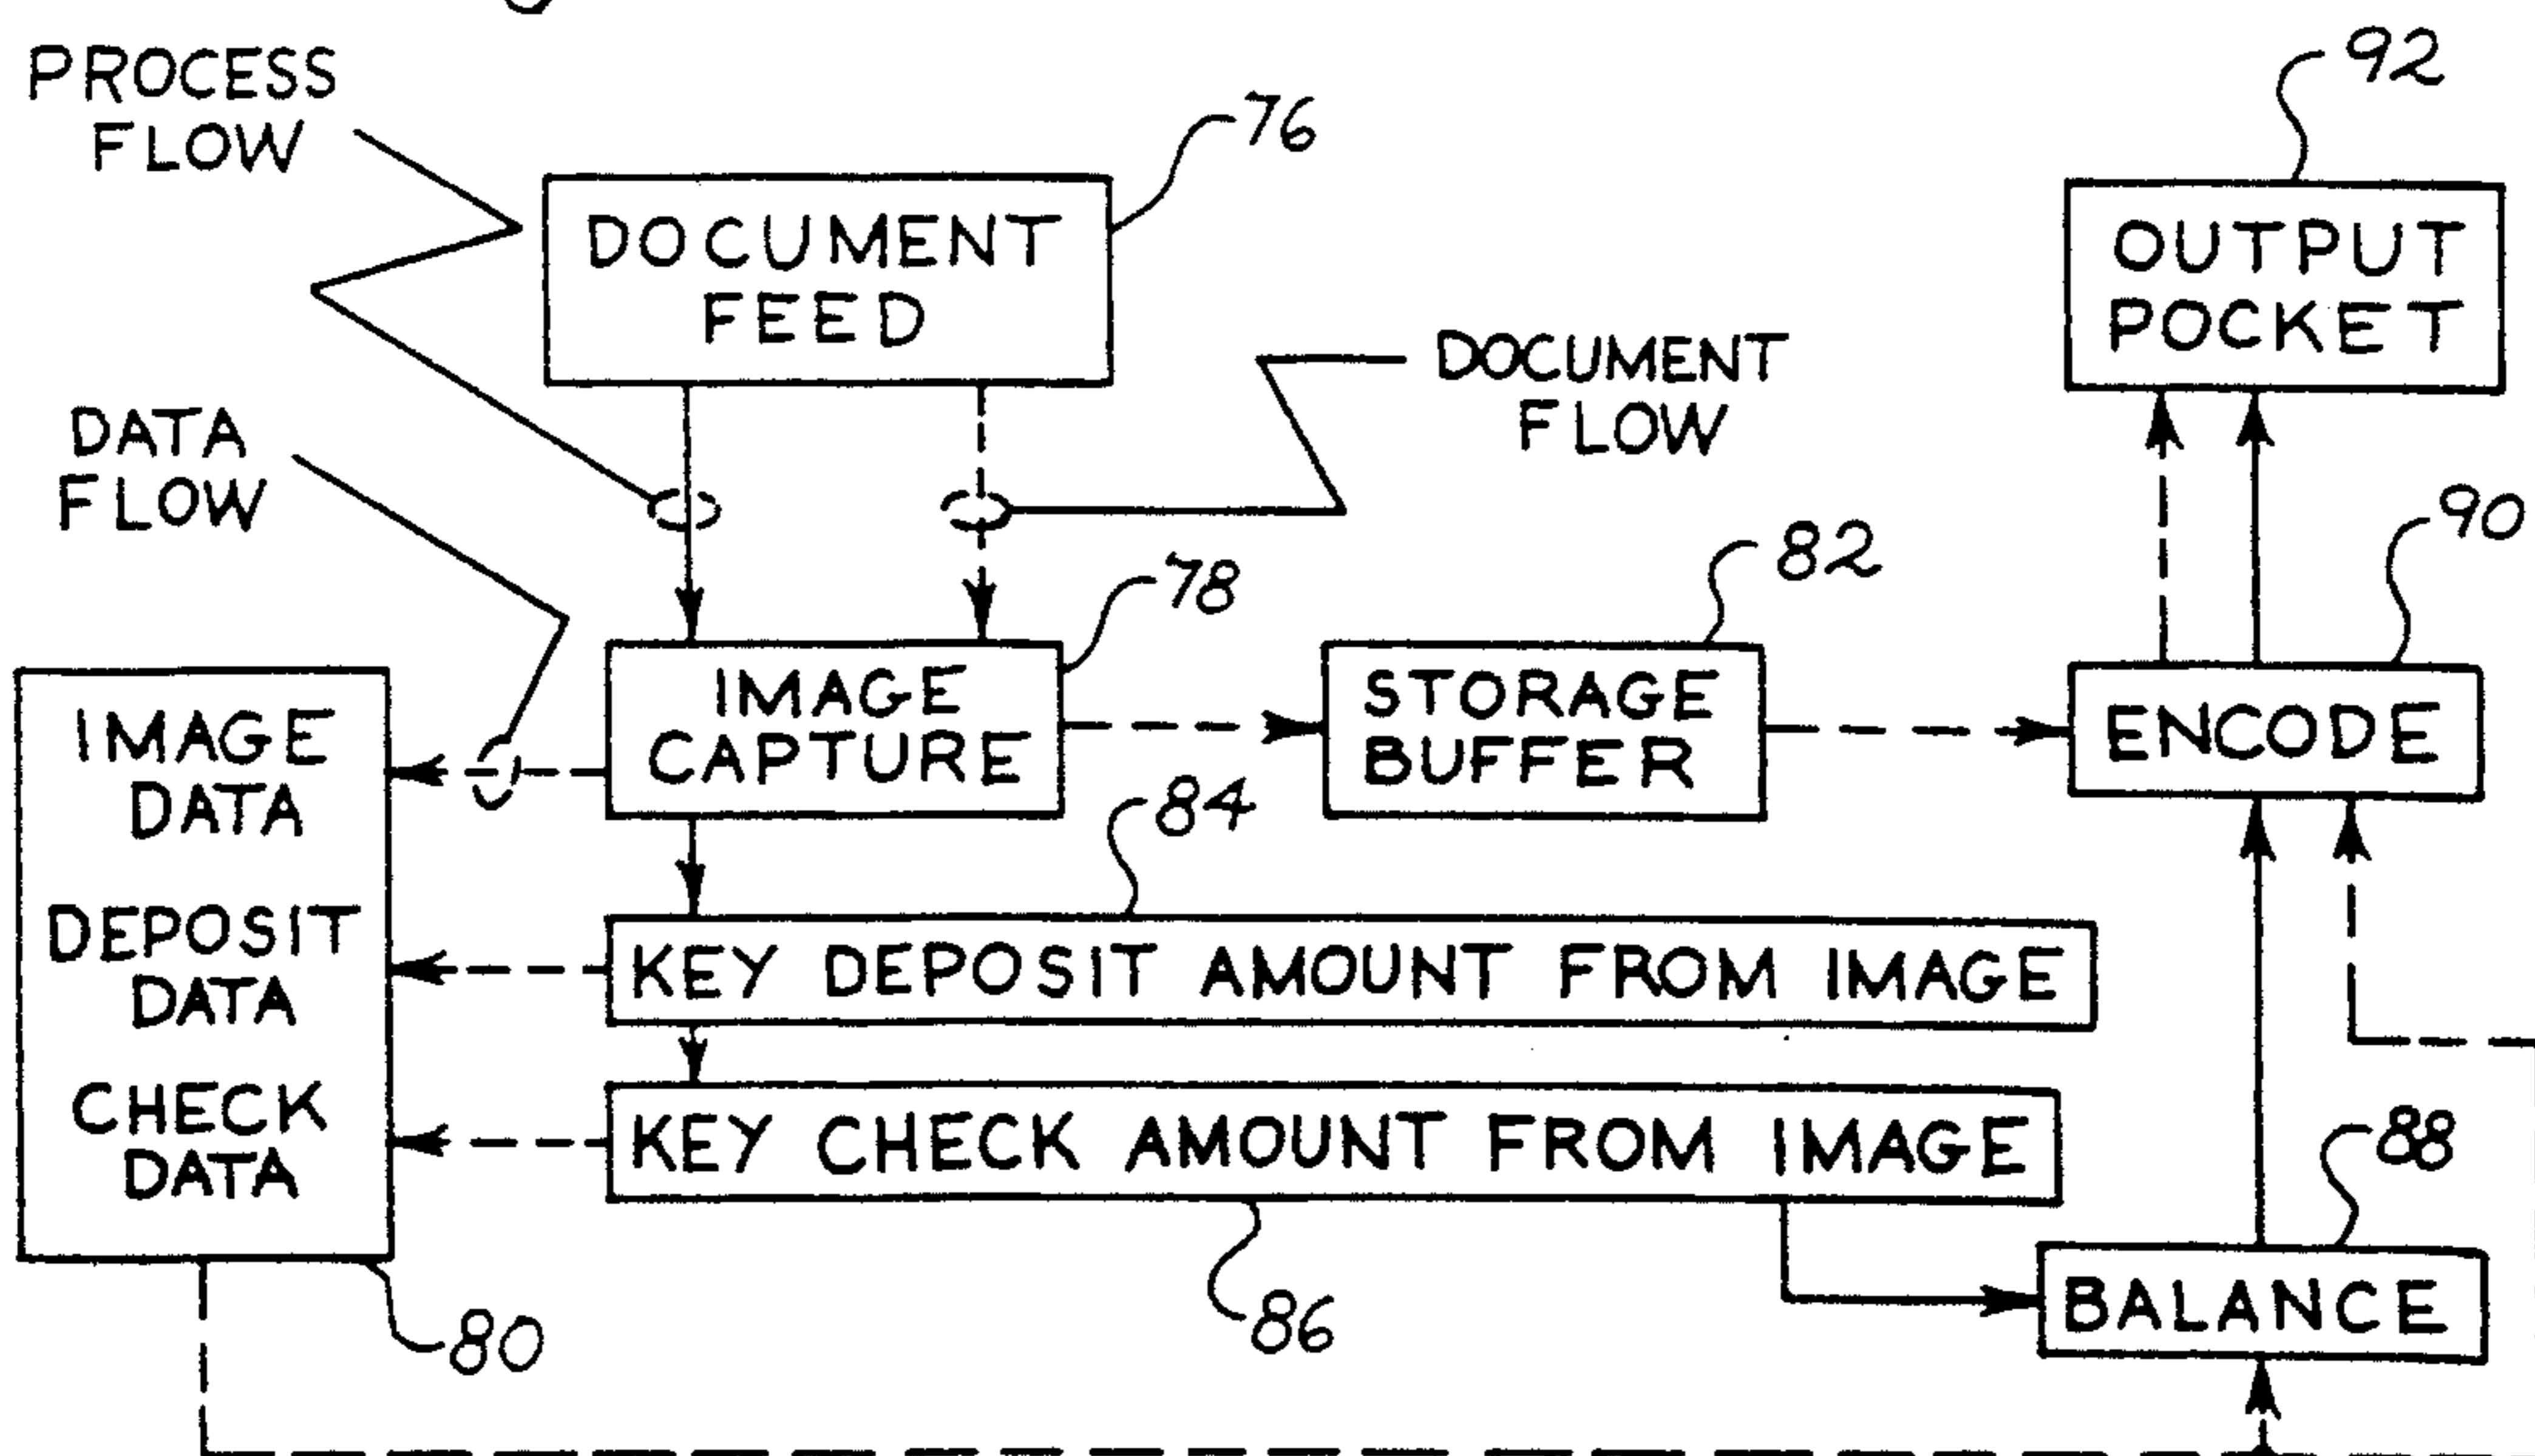 PROCESS
FLOW
76
92
DOCUMENT
FEED
OUTPUT
POCKET
DOCUMENT
FLOW
DATA
FLOW
90
82
78
IMAGE
CAPTURE
STORAGE
BUFFER
ENCODE
IMAGE
DATA
84
DEPOSIT
DATA
KEY DEPOSIT AMOUNT FROM IMAGE
CHECK
DATA
KEY CHECK AMOUNT FROM IMAGE
88
86
BALANCE
80